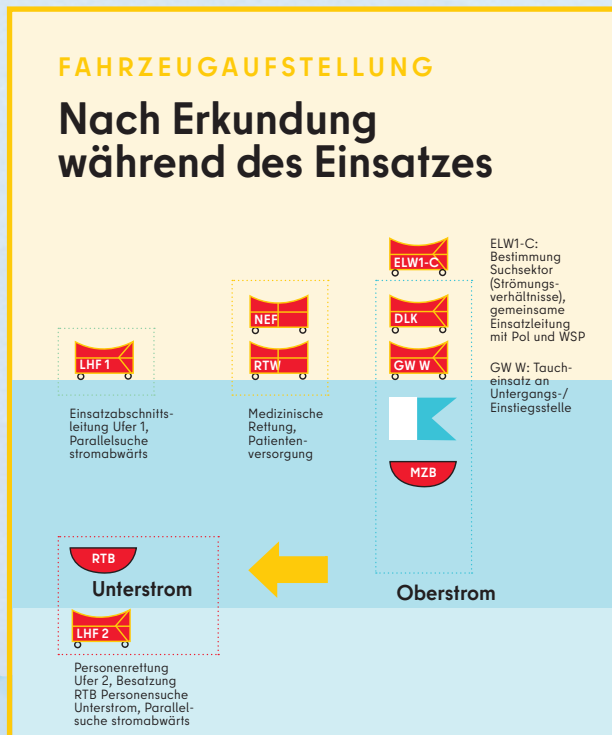 FAHRZEUGAUFSTELLUNG
Nach Erkundung
während des Einsatzes
ELW1-C
ELW1-C:
Bestimmung
Suchsektor
(Strömungs-
verhältnisse),
gemeinsame
Einsatzleitung
mit Pol und WSP
NEF
DLK
LHF 1
RTW
GW W
GW W: Tauch-
einsatz an
Untergangs-/
Einstiegsstelle
Einsatzabschnitts-
leitung Ufer 1,
Parallelsuche
stromabwärts
Medizinische
Rettung,
Patienten-
versorgung
MZB
RTB
Unterstrom
Oberstrom
LHF 2
Personenrettung
Ufer 2, Besatzung
RTB Personensuche
Unterstrom, Parallel-
suche stromabwärts